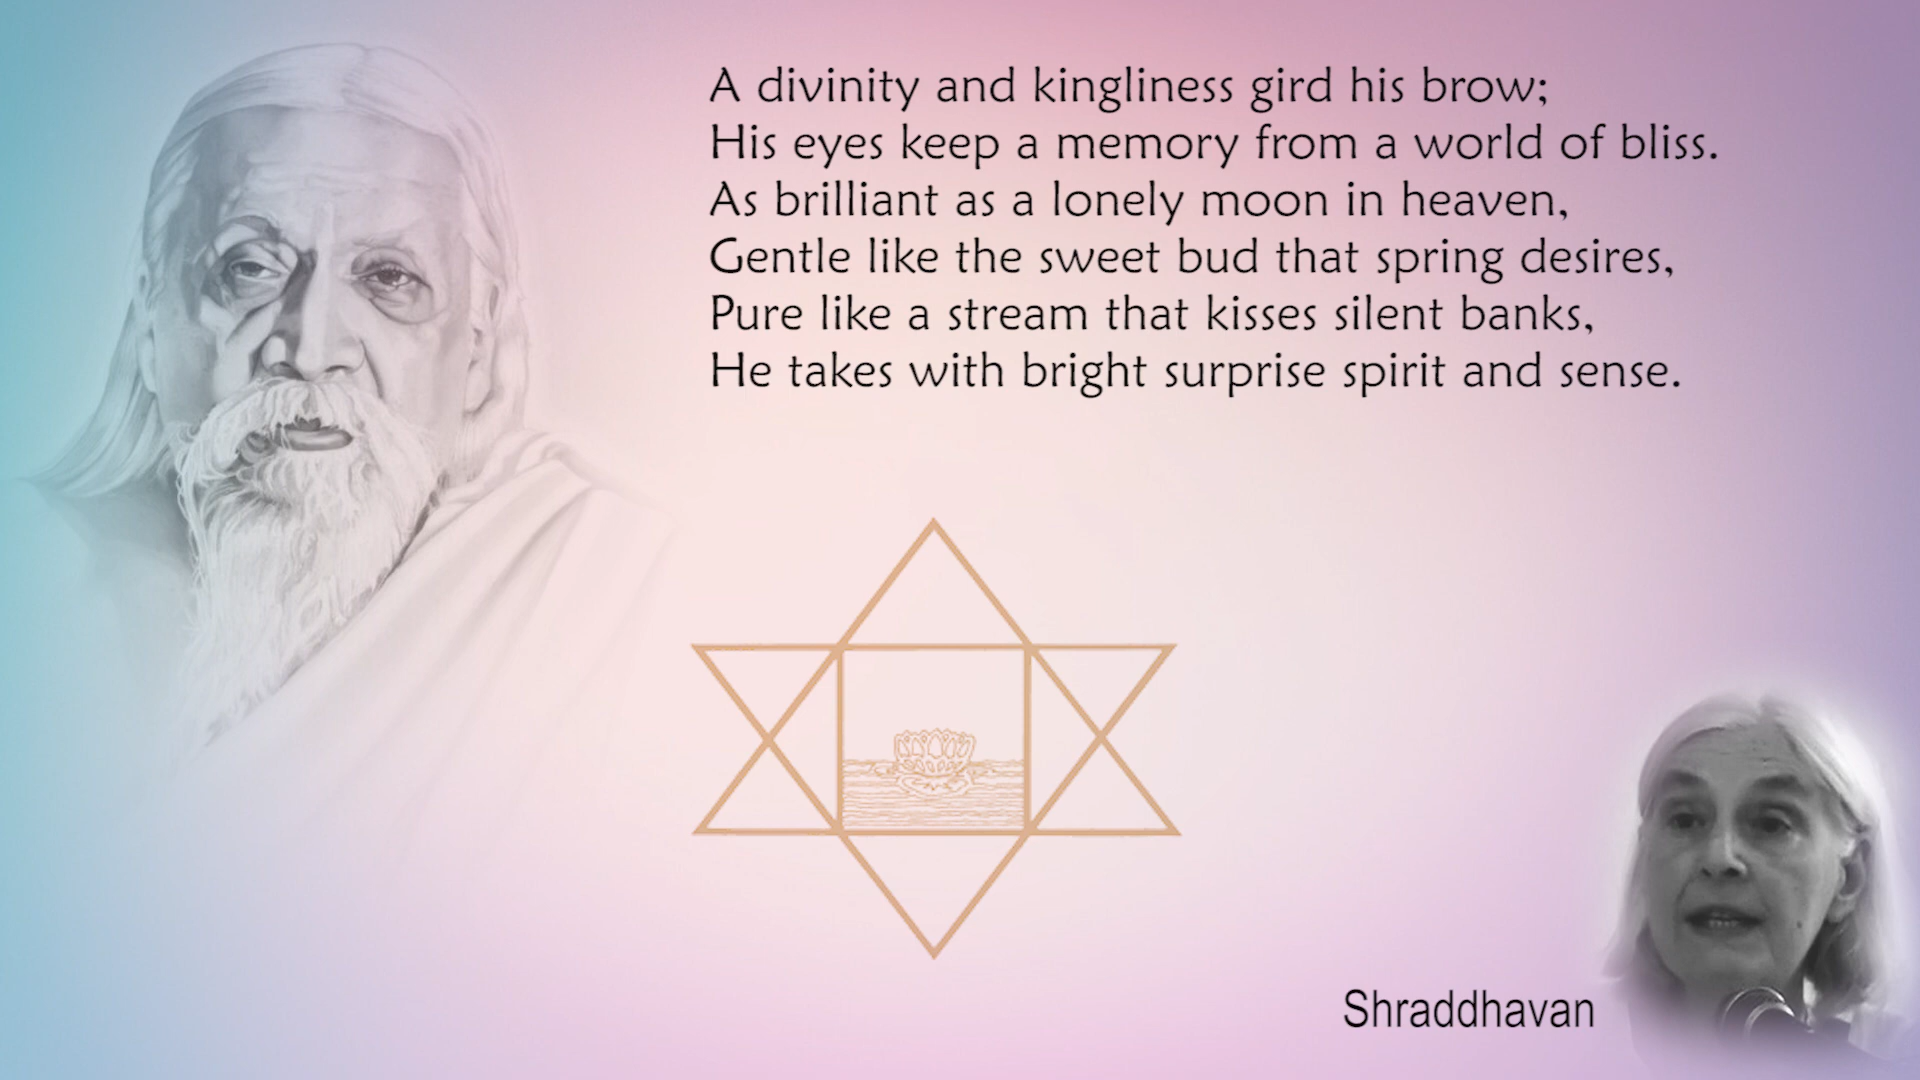 A divinity and kingliness gird his brow;
His eyes keep a memory from a world of bliss.
As brilliant as a lonely moon in heaven,
Gentle like the sweet bud that spring desires,
Pure like a stream that kisses silent banks,
He takes with bright surprise spirit and sense.
Shraddhavan